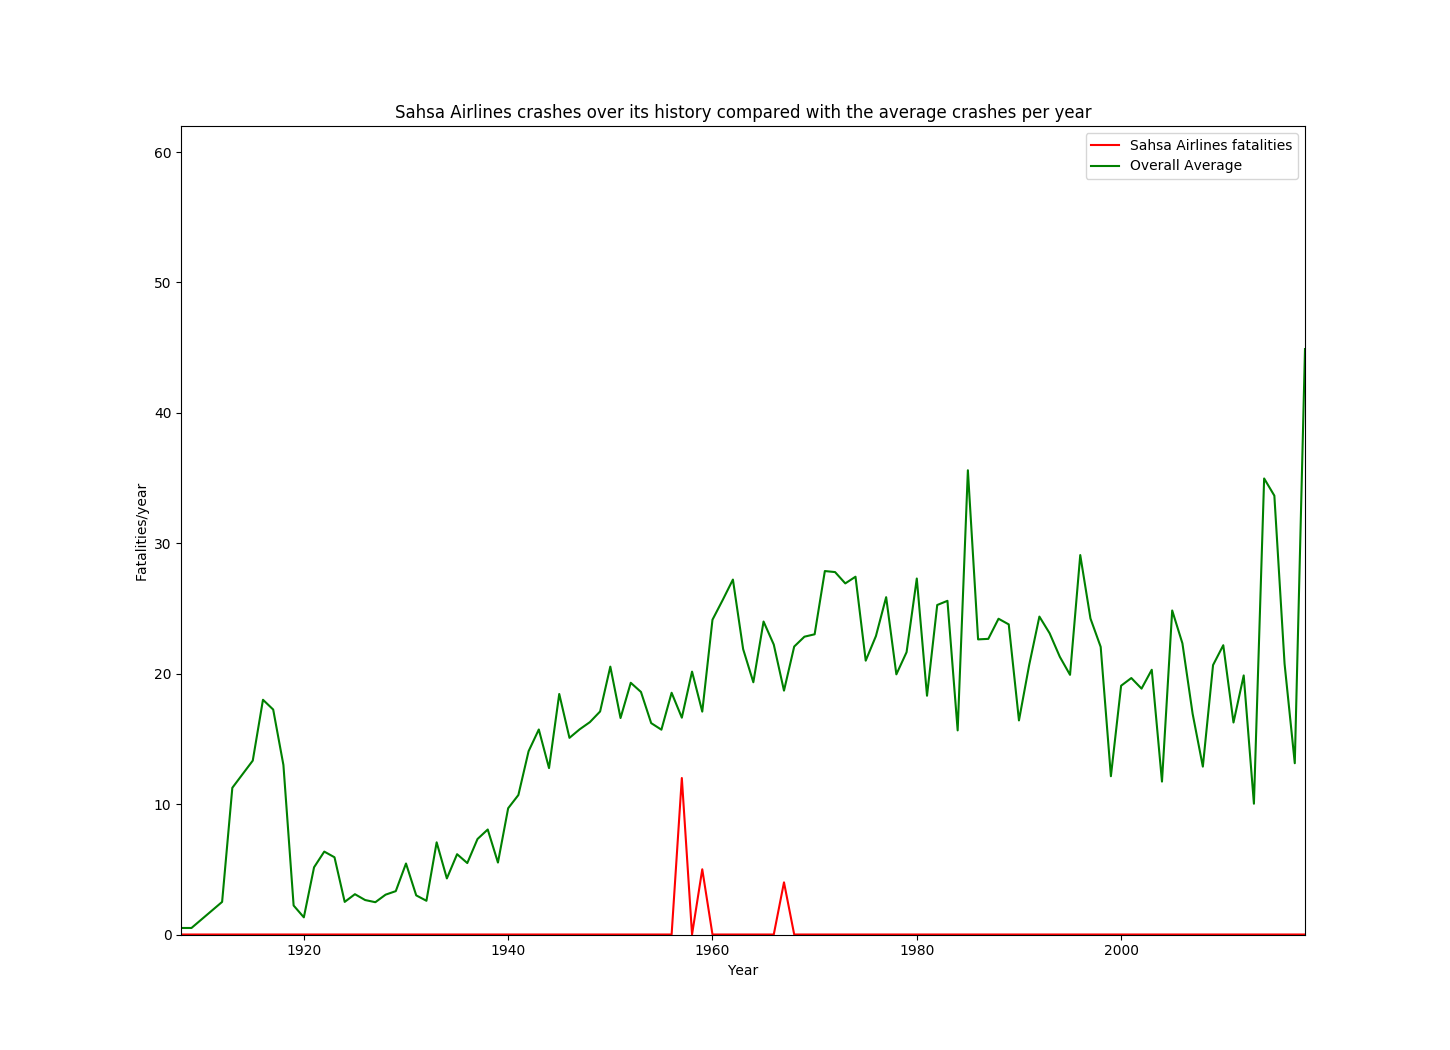 Sahsa Airlines crashes over its history compared with the average crashes per year
Sahsa Airlines fatalities
Overall Average
60
50
40
30
20
10
0
Fatalities/year
1920 1940 1960 1980 2000
Year